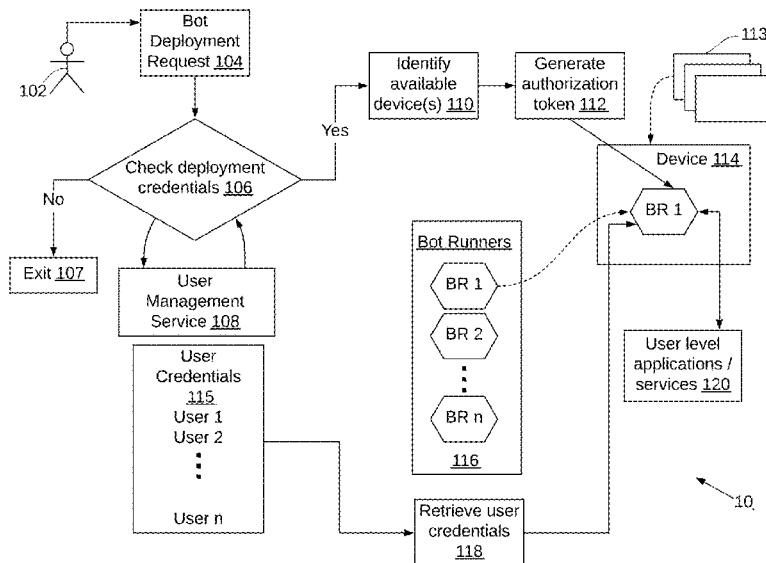 Bot
Deployment
Request 104
102
Identify
available
device(s) 110
Generate
authorization
token 112
113
Yes
Check deployment
credentials 106
No
Device 114
BR 1
Exit 107
User
Management
Service 108
Bot Runners
BR 1
BR 2
BR n
116
User level
applications /
services 120
User
Credentials
115
User 1
User 2
User n
Retrieve user
credentials
118
10